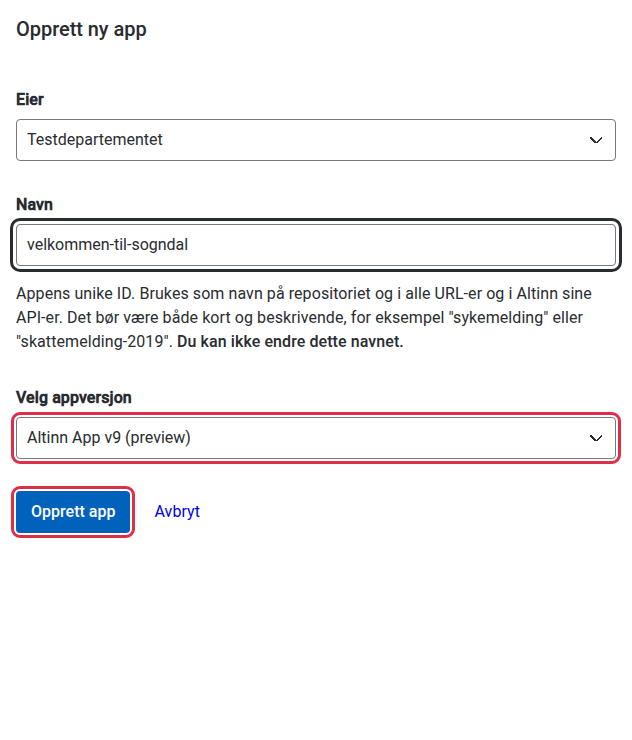 Opprett ny app
Eier
Testdepartementet
Navn
velkommen-til-sogndal
Appens unike ID. Brukes som navn på repositoriet og i alle URL-er og i Altinn sine
API-er. Det bør være både kort og beskrivende, for eksempel "sykemelding" eller
"skattemelding-2019". Du kan ikke endre dette navnet.
Velg appversjon
Altinn App v9 (preview)
Opprett app
Avbryt